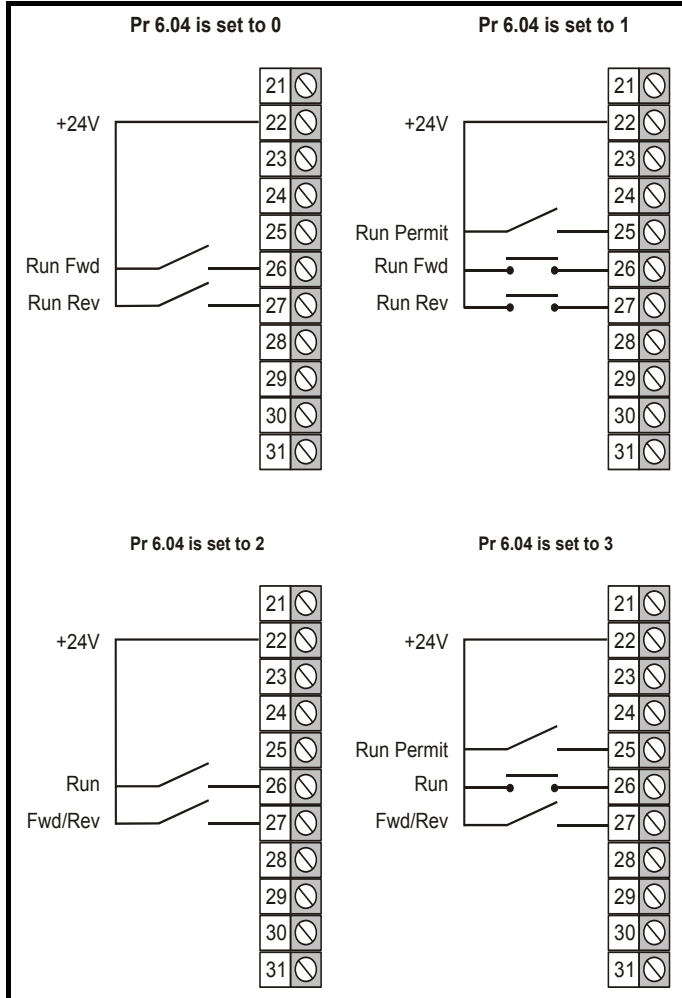 Pr 6.04 is set to 0
21
+24V 22
23
24
25
Run Fwd 26
Run Rev 27
28
29
30
31
Pr 6.04 is set to 1
21
+24V 22
23
24
Run Permit 25
Run Fwd 26
Run Rev 27
28
29
30
31
Pr 6.04 is set to 2
21
+24V 22
23
24
25
Run 26
Fwd/Rev 27
28
29
30
31
Pr 6.04 is set to 3
21
+24V 22
23
24
Run Permit 25
Run 26
Fwd/Rev 27
28
29
30
31